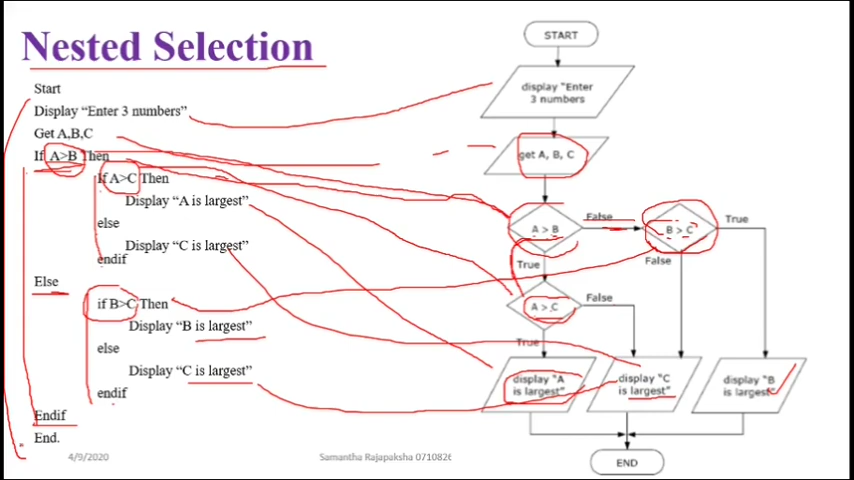 Nested Selection
Start
Display “Enter 3 numbers”
Get A,B,C
If A>B Then
If A>C Then
Display “A is largest”
else
Display “C is largest”
endif
Else
if B>C Then
Display “B is largest”
else
Display “C is largest”
endif
Endif
End.
START
display “Enter
3 numbers
get A, B, C
A > B
False
B > C
True
True
False
A > C
False
True
display “A
is largest”
display “C
is largest”
display “B
is largest”
END
4/9/2020
Samantha Rajapaksha 0710826